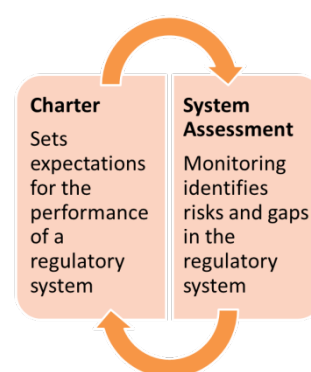 Charter
Sets
expectations
for the
performance
of a
regulatory
system
System
Assessment
Monitoring
identifies
risks and gaps
in the
regulatory
system